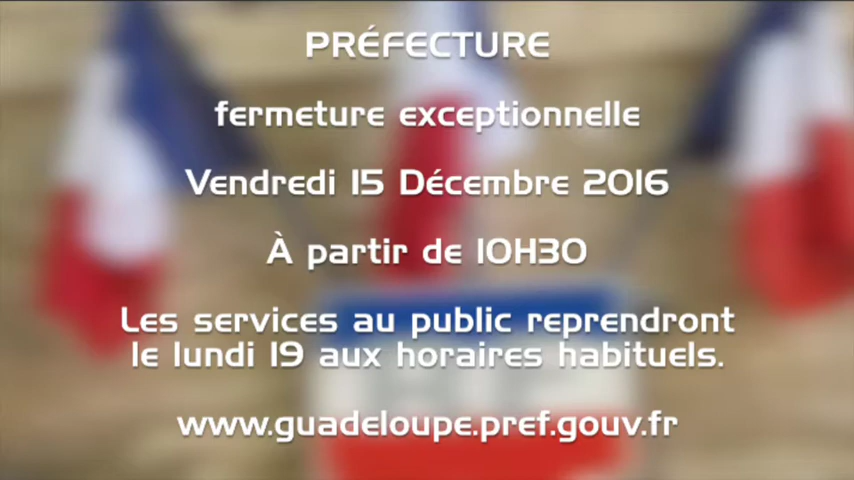 PRÉFECTURE
fermeture exceptionnelle
Vendredi 15 Décembre 2016
À partir de 10H30
Les services au public reprendront
le lundi 19 aux horaires habituels.
www.guadeloupe.pref.gouv.fr